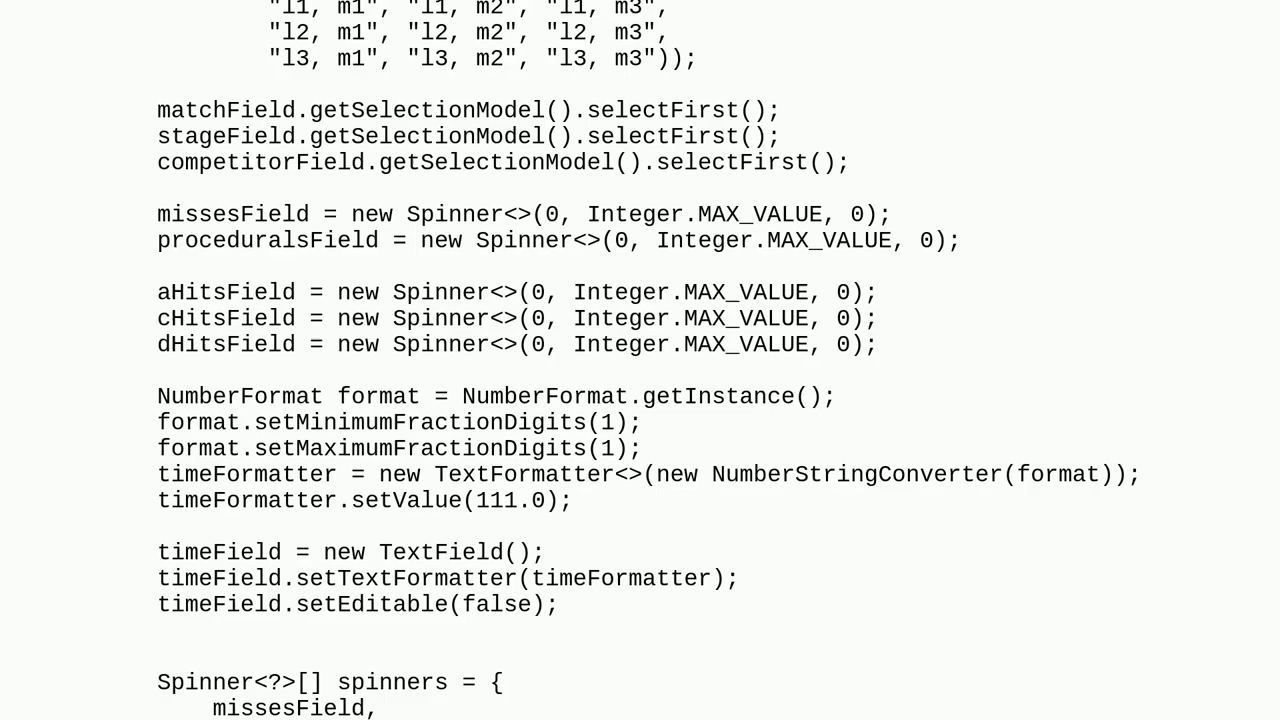 "l1, m1", "l1, m2", "l1, m3",
"l2, m1", "l2, m2", "l2, m3",
"l3, m1", "l3, m2", "l3, m3"));
matchField.getSelectionModel().selectFirst();
stageField.getSelectionModel().selectFirst();
competitorField.getSelectionModel().selectFirst();
missesField = new Spinner<>(0, Integer.MAX_VALUE, 0);
proceduralsField = new Spinner<>(0, Integer.MAX_VALUE, 0);
aHitsField = new Spinner<>(0, Integer.MAX_VALUE, 0);
cHitsField = new Spinner<>(0, Integer.MAX_VALUE, 0);
dHitsField = new Spinner<>(0, Integer.MAX_VALUE, 0);
NumberFormat format = NumberFormat.getInstance();
format.setMinimumFractionDigits(1);
format.setMaximumFractionDigits(1);
timeFormatter = new TextFormatter<>(new NumberStringConverter(format));
timeFormatter.setValue(111.0);
timeField = new TextField();
timeField.setTextFormatter(timeFormatter);
timeField.setEditable(false);
Spinner<?>[] spinners = {
missesField,